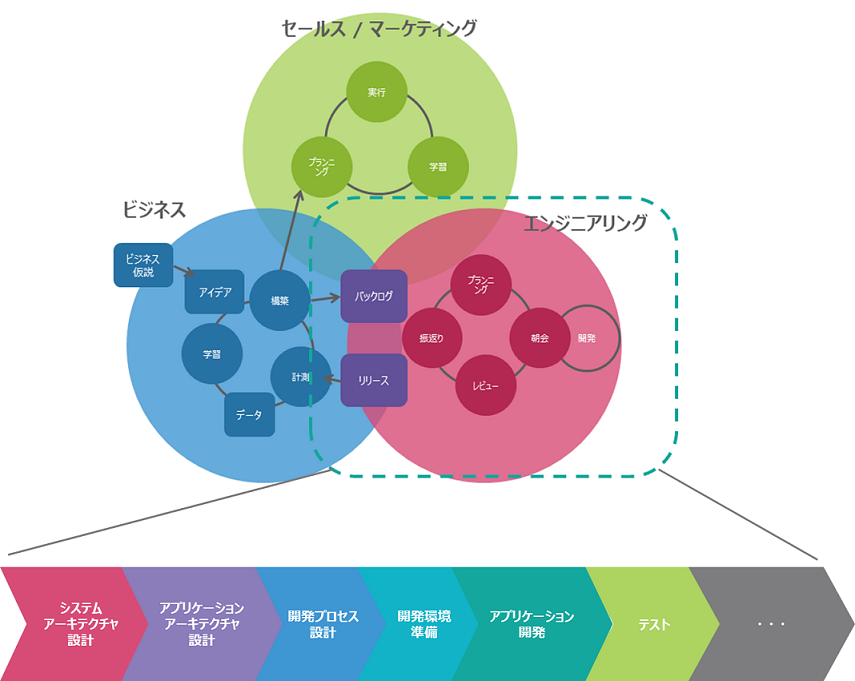 セールス / マーケティング
実行
プランニ
ング
学習
ビジネス
エンジニアリング
ビジネス
仮説
アイデア
構築
バックログ
プランニ
ング
学習
振返り
朝会
開発
計測
リリース
レビュー
データ
システム
アーキテクチャ
設計
アプリケーション
アーキテクチャ
設計
開発プロセス
設計
開発環境
準備
アプリケーション
開発
テスト
・・・